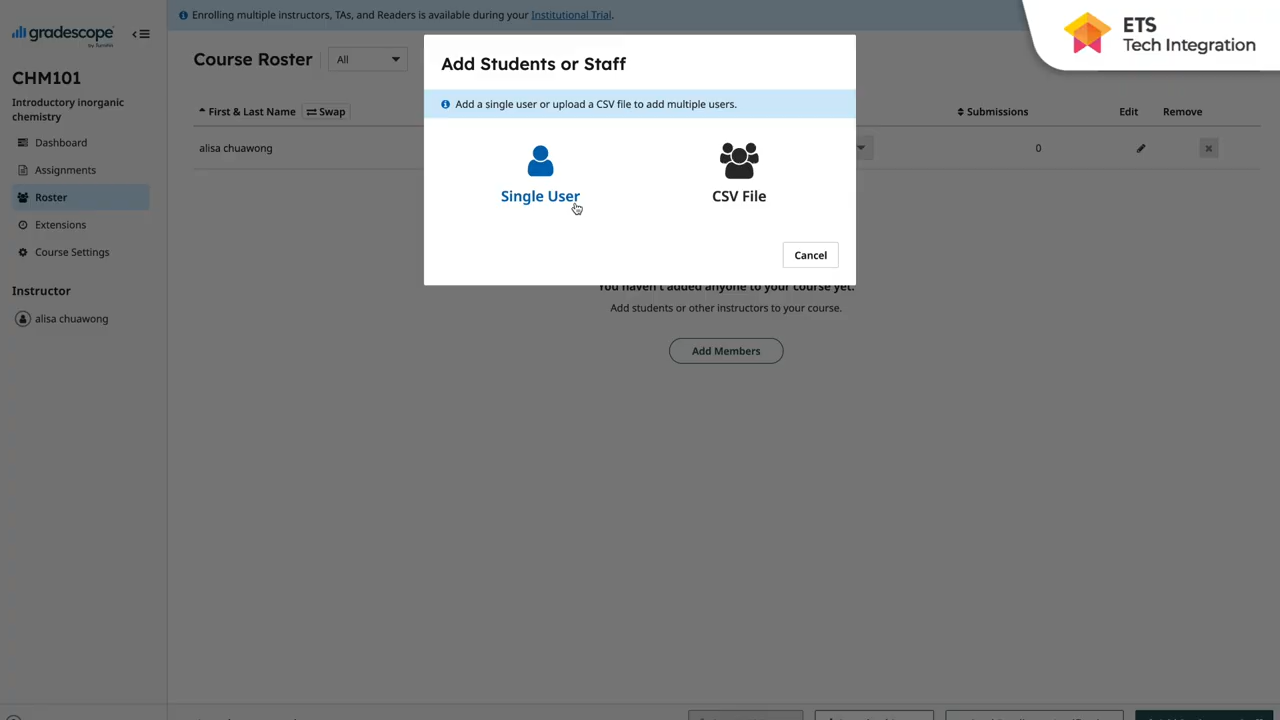 Enrolling multiple instructors, TAs, and Readers is available during your Institutional Trial.
ETS
Tech Integration
gradescope
by Turnitin
CHM101
Introductory inorganic
chemistry
Dashboard
Assignments
Roster
Extensions
Course Settings
Instructor
alisa chuawong
Course Roster
All
First & Last Name
Swap
Submissions
Edit
Remove
alisa chuawong
0
Add Students or Staff
Add a single user or upload a CSV file to add multiple users.
Single User
CSV File
Cancel
You haven't added anyone to your course yet.
Add students or other instructors to your course.
Add Members